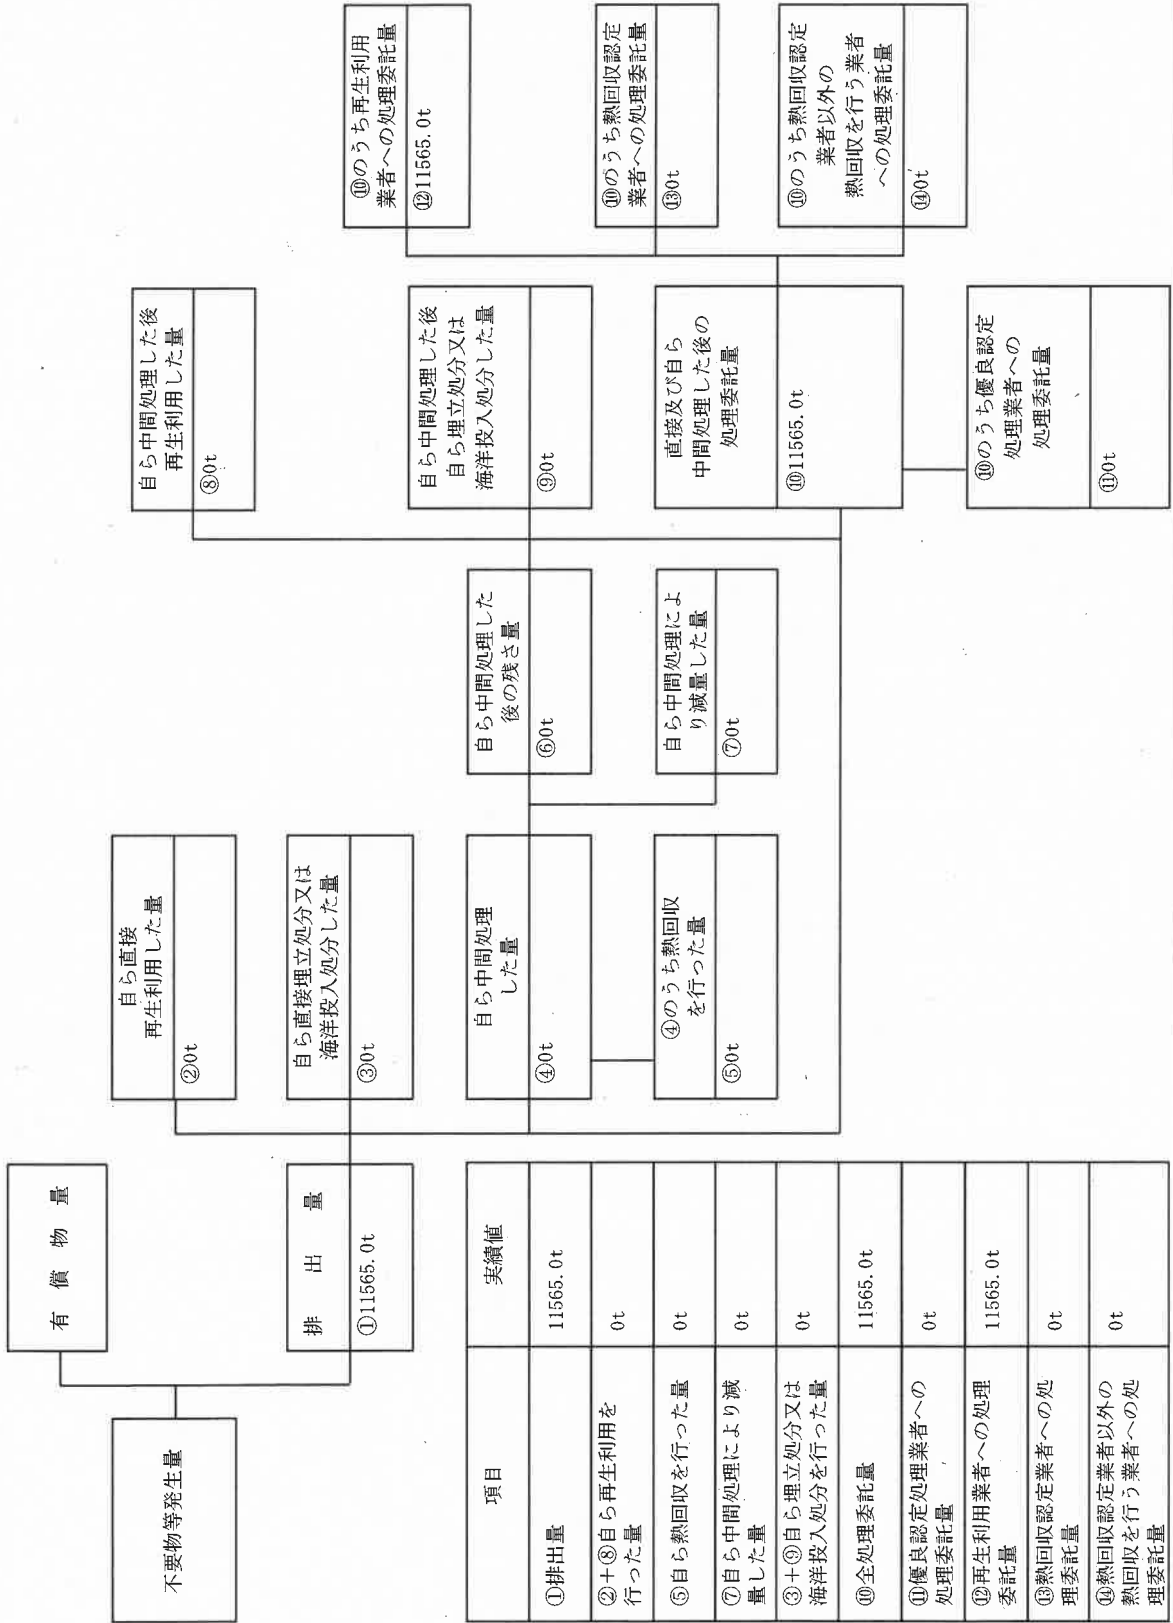 不要物等発生量
有償物量
排出量
①11565.0t
自ら直接
再生利用した量
②0t
自ら直接埋立処分又は
海洋投入処分した量
③0t
自ら中間処理
した量
④0t
④のうち熱回収
を行った量
⑤0t
自ら中間処理した
後の残さ量
⑥0t
自ら中間処理によ
り減量した量
⑦0t
自ら中間処理した後
再生利用した量
⑧0t
自ら中間処理した後
自ら埋立処分又は
海洋投入処分した量
⑨0t
直接及び自ら
中間処理した後の
処理委託量
⑩11565.0t
⑩のうち優良認定
処理業者への
処理委託量
⑪0t
⑩のうち再生利用
業者への処理委託量
⑫11565.0t
⑩のうち熱回収認定
業者への処理委託量
⑬0t
⑩のうち熱回収認定
業者以外の
熱回収を行う業者
への処理委託量
⑭0t
項目 実績値
①排出量 11565.0t
②+⑧自ら再生利用を
行った量 0t
⑤自ら熱回収を行った量 0t
⑦自ら中間処理により減
量した量 0t
③+⑨自ら埋立処分又は
海洋投入処分を行った量 0t
⑩全処理委託量 11565.0t
⑪優良認定処理業者への
処理委託量 0t
⑫再生利用業者への処理
委託量 11565.0t
⑬熱回収認定業者への処
理委託量 0t
⑭熱回収認定業者以外の
熱回収を行う業者への処
理委託量 0t